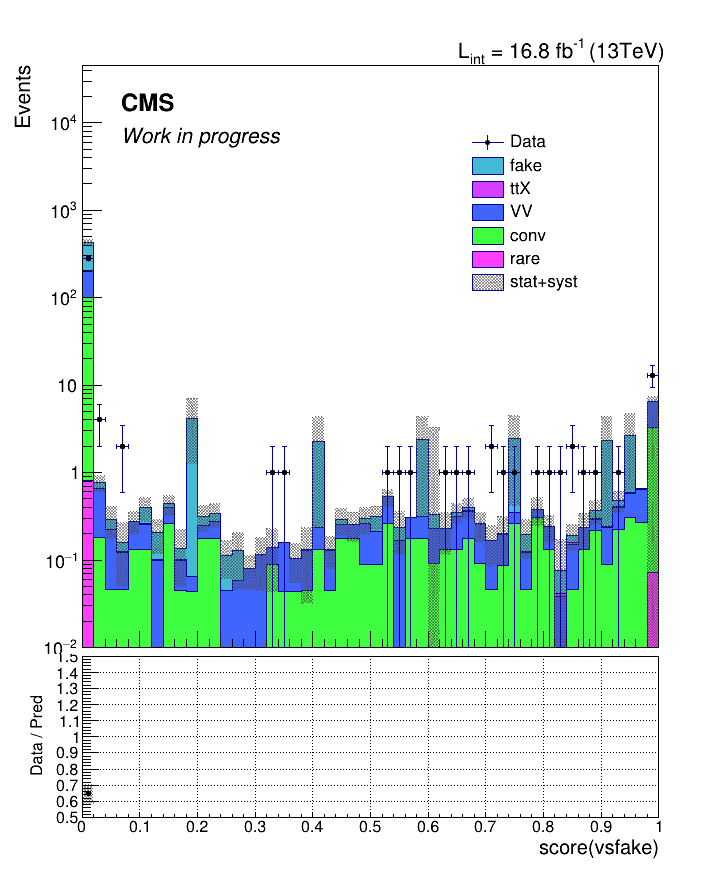 L_int = 16.8 fb^-1 (13TeV)
Events
CMS
Work in progress
Data
fake
ttX
VV
conv
rare
stat+syst
10^4
10^3
10^2
10
1
10^-1
10^-2
Data / Pred
1.5
1.4
1.3
1.2
1.1
1
0.9
0.8
0.7
0.6
0.5
0 0.1 0.2 0.3 0.4 0.5 0.6 0.7 0.8 0.9 1
score(vsfake)